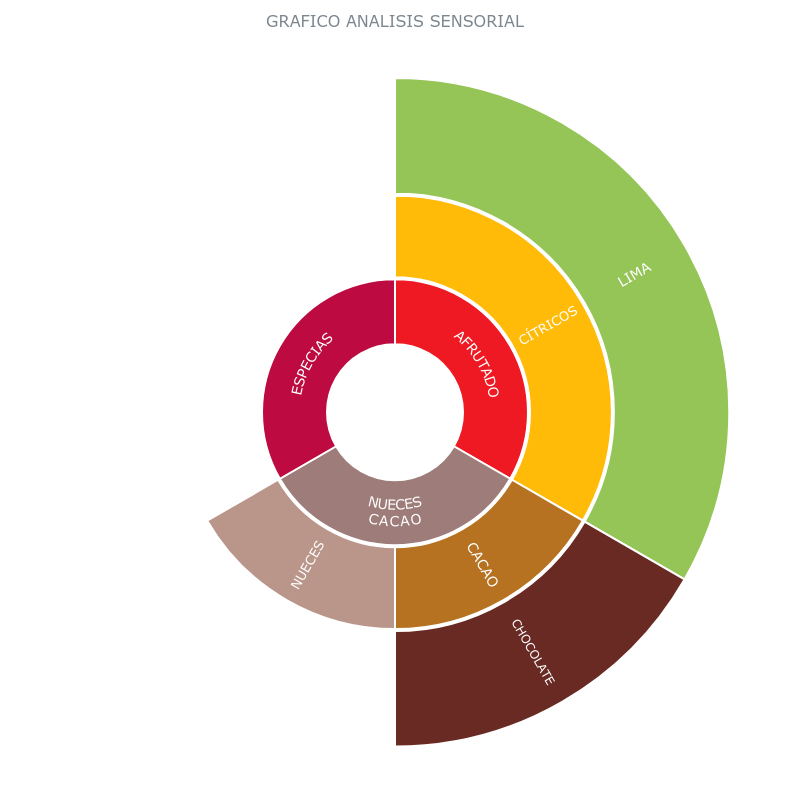 GRAFICO ANALISIS SENSORIAL
LIMA
CÍTRICOS
AFRUTADO
ESPECIAS
NUECES
CACAO
NUECES
CACAO
CHOCOLATE